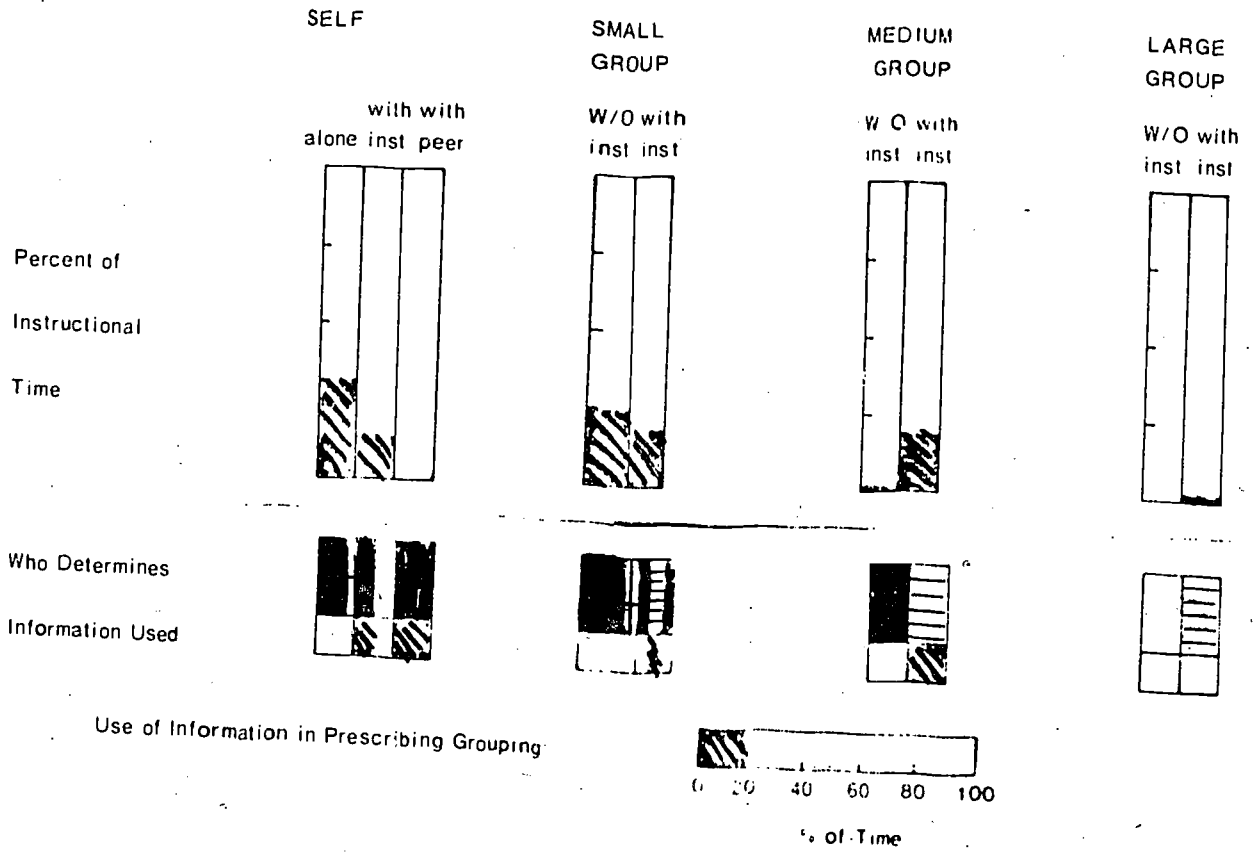 SELF
SMALL
GROUP
MEDIUM
GROUP
LARGE
GROUP
with with
alone inst peer
W/O with
inst inst
W O with
inst inst
W/O with
inst inst
Percent of
Instructional
Time
Who Determines
Information Used
Use of Information in Prescribing Grouping
0 20 40 60 80 100
% of Time